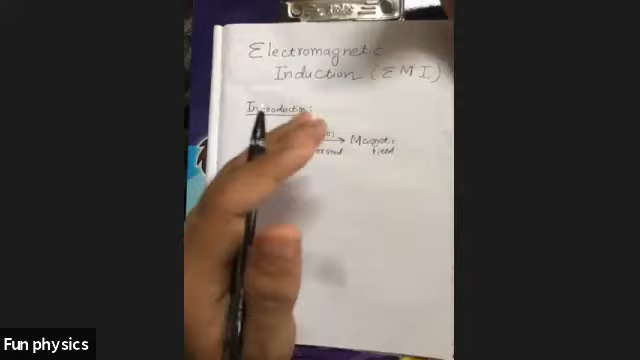 Electromagnetic
Induction (EMI)
Introduction:
Magnetic
Field
Fun physics